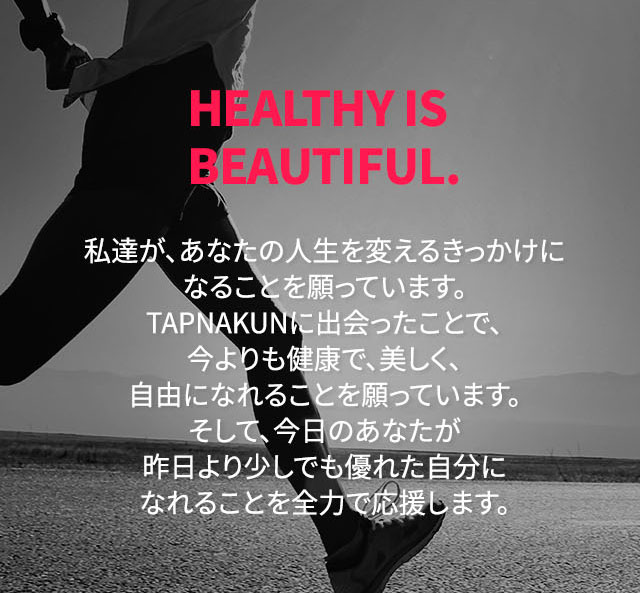 HEALTHY IS
BEAUTIFUL.
私達が、あなたの人生を変えるきっかけに
なることを願っています。
TAPNAKUNに出会ったことで、
今よりも健康で、美しく、
自由になれることを願っています。
そして、今日のあなたが
昨日より少しでも優れた自分に
なれることを全力で応援します。